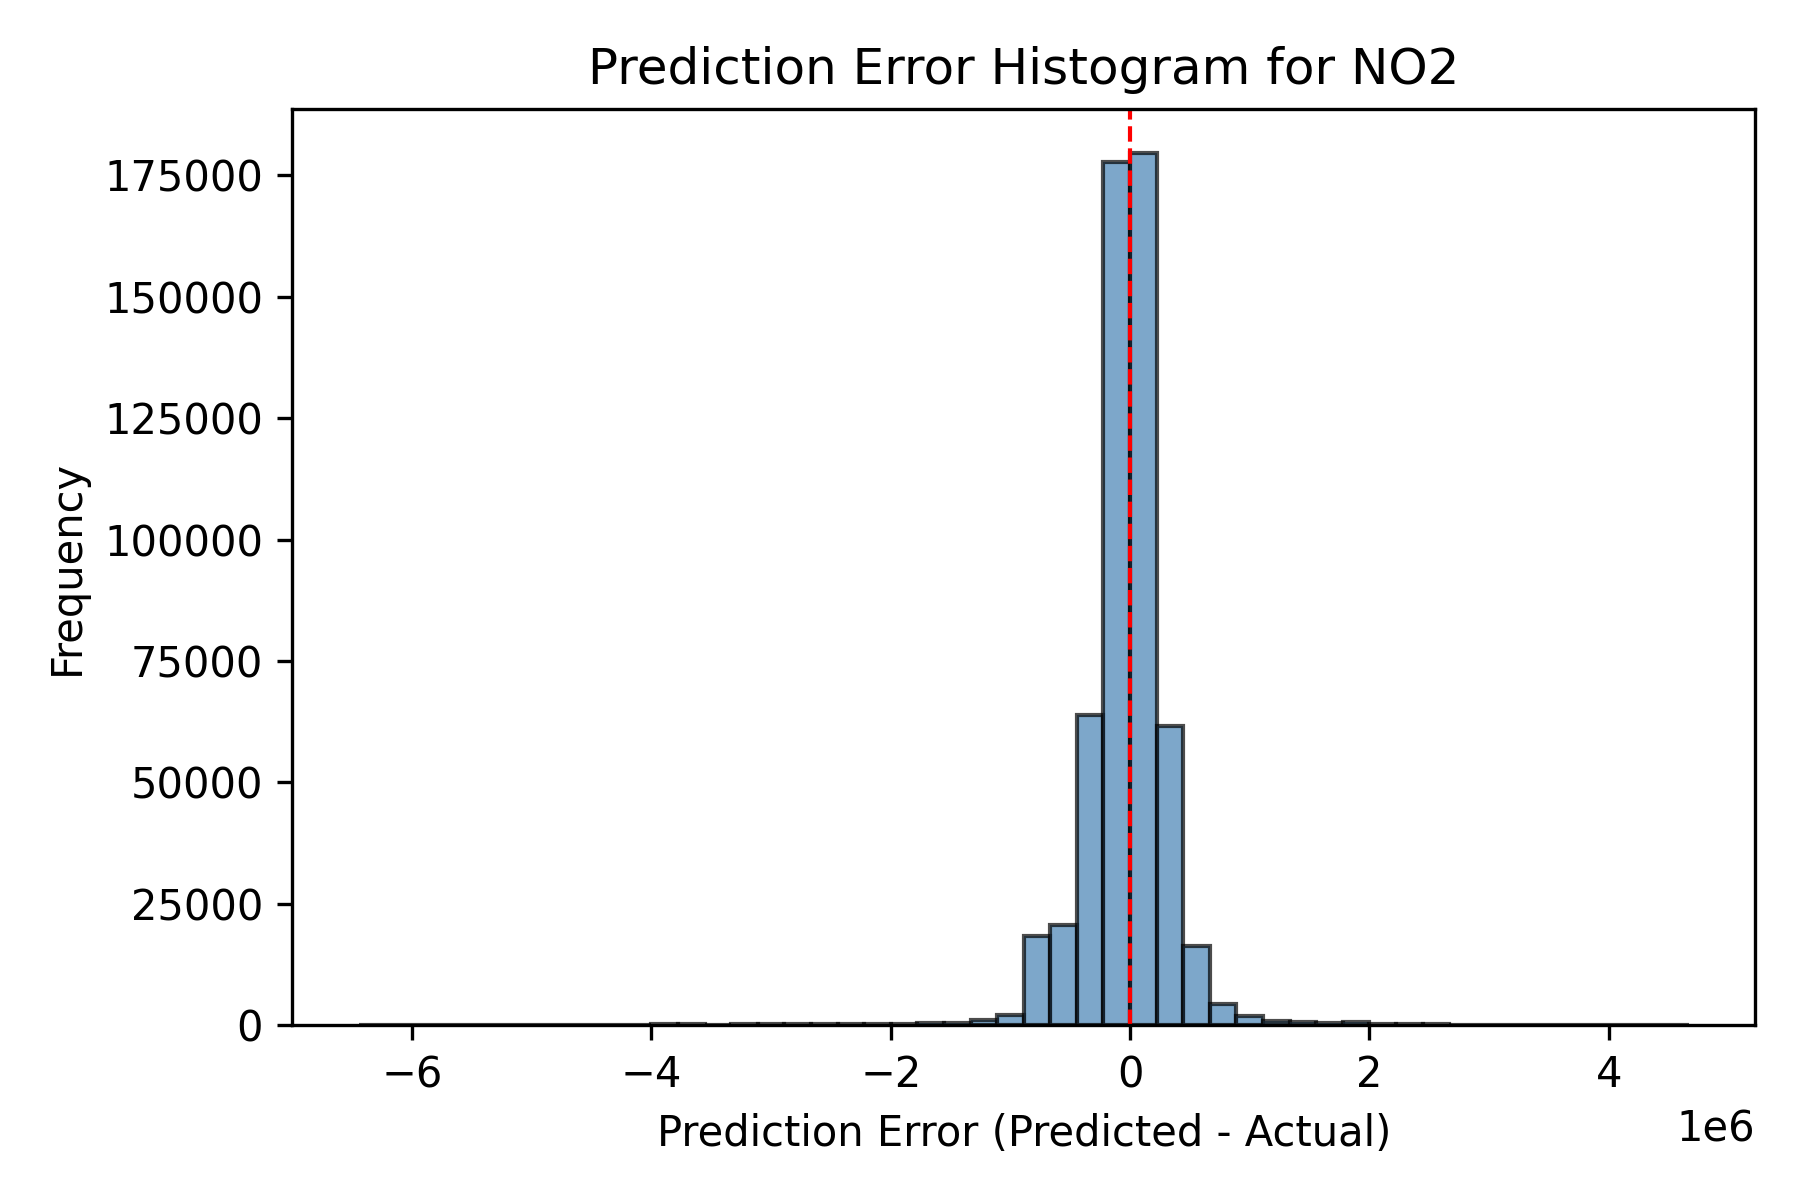 Prediction Error Histogram for NO2
175000
150000
125000
100000
75000
50000
25000
0
Frequency
−6 −4 −2 0 2 4
1e6
Prediction Error (Predicted - Actual)